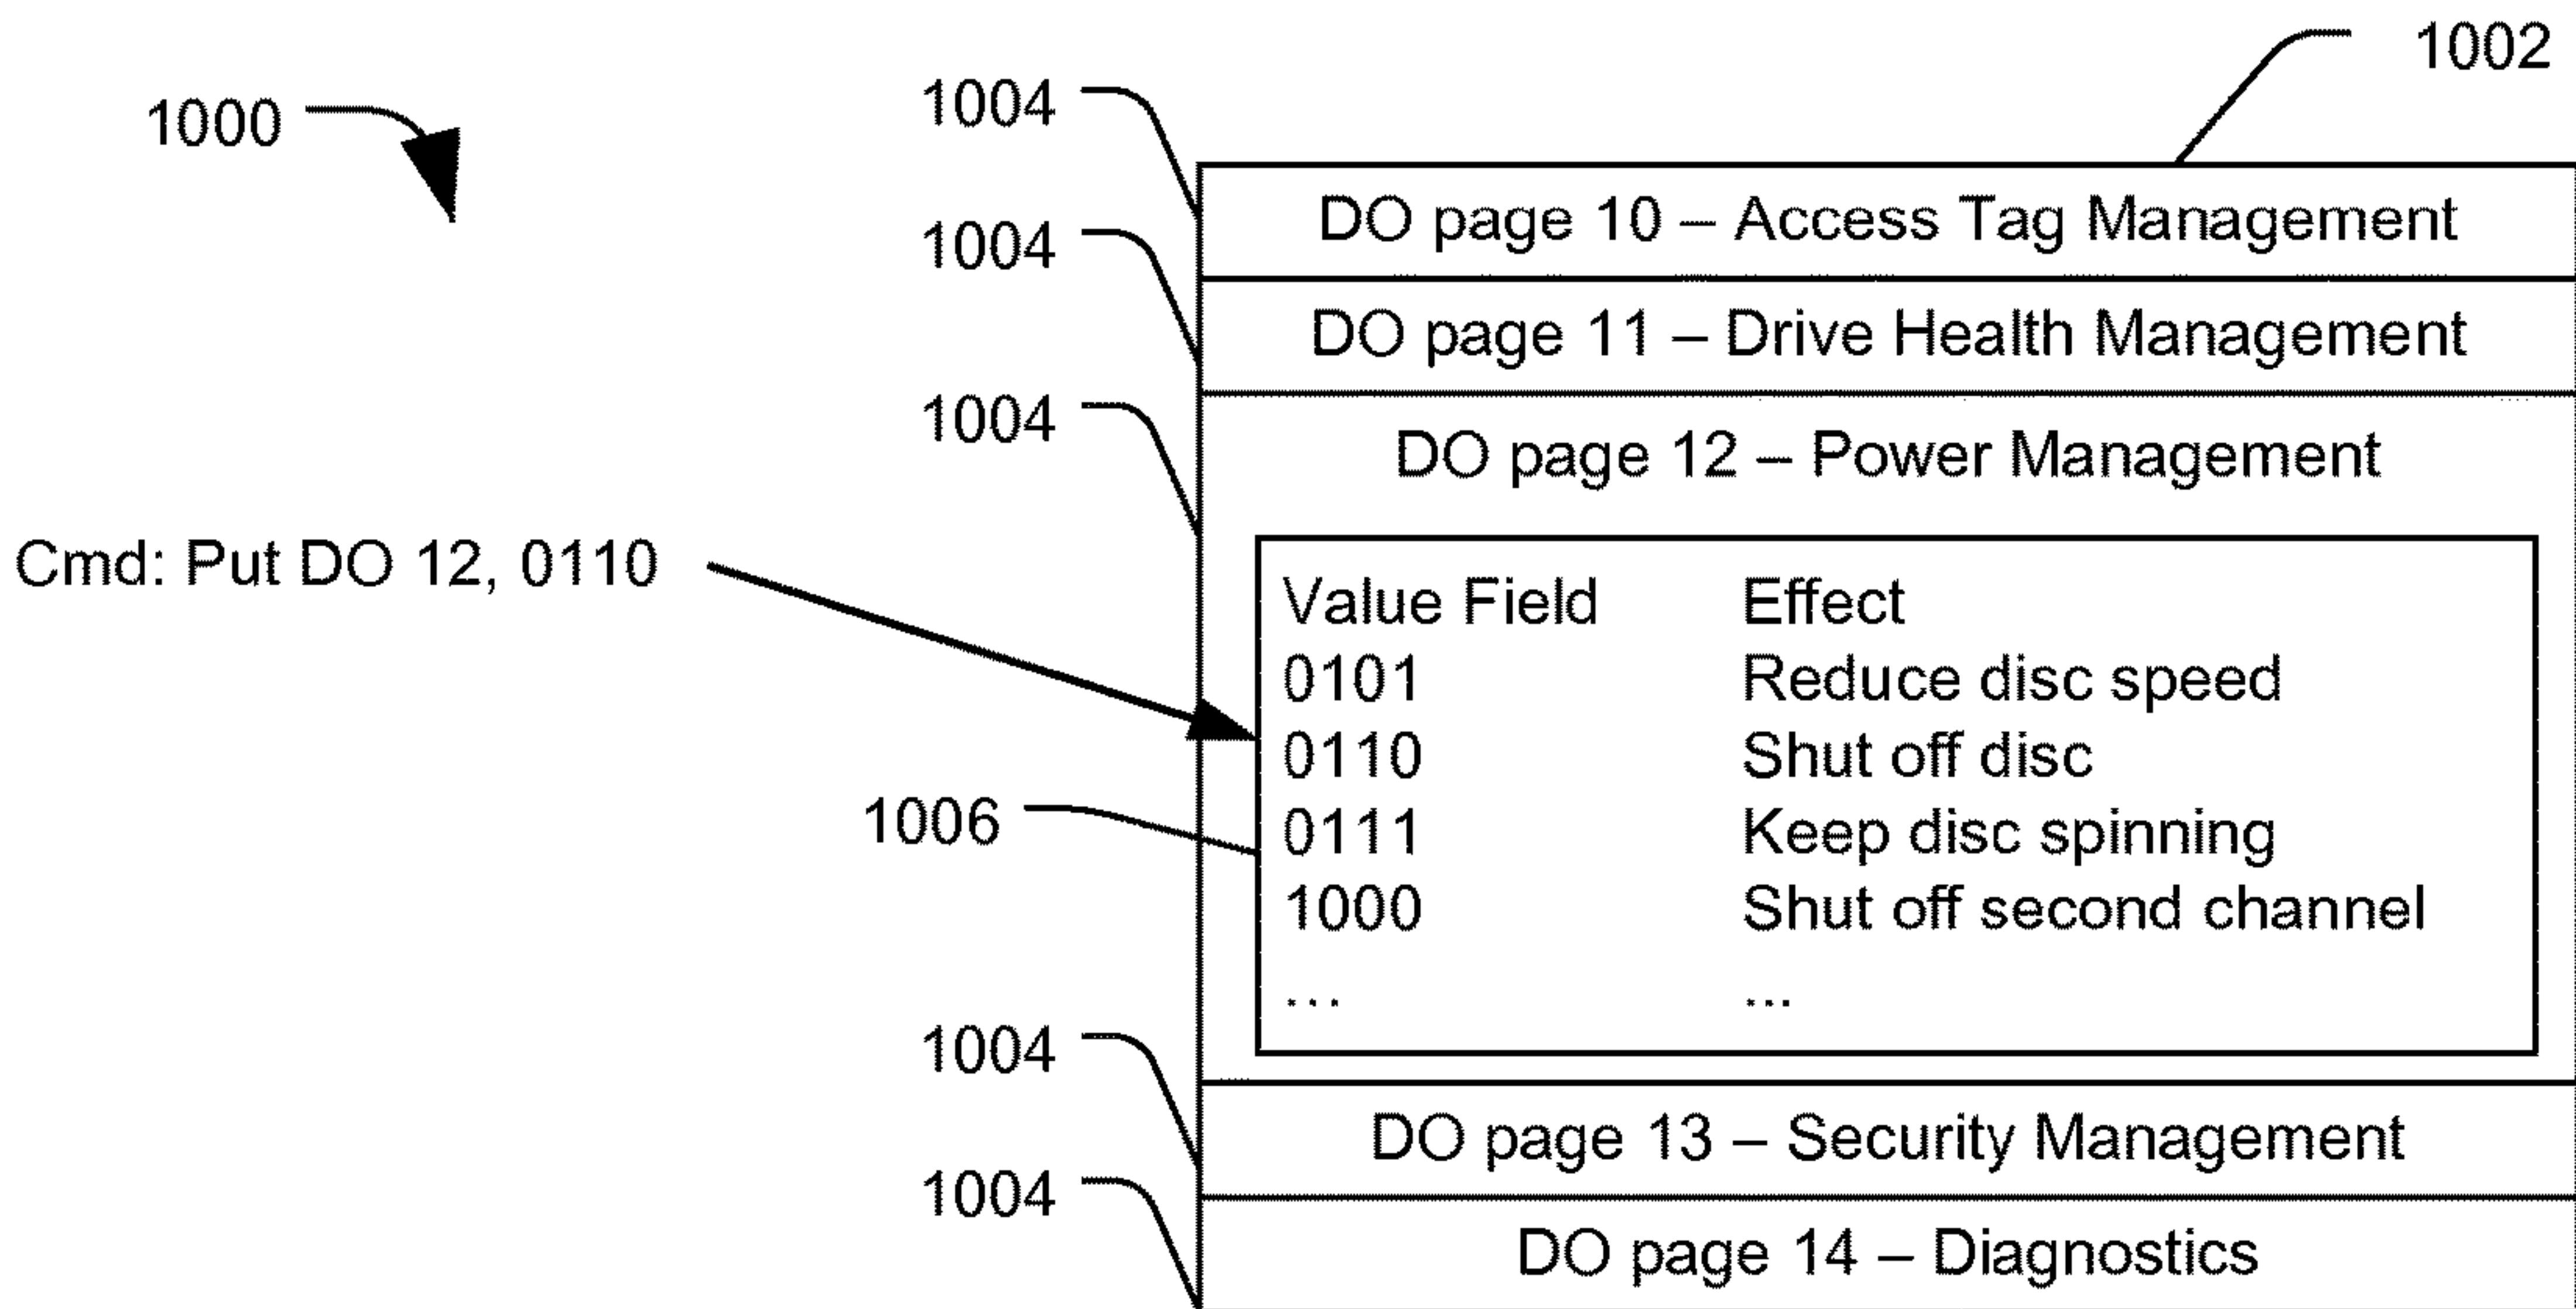 1002
1000
1004
DO page 10 – Access Tag Management
1004
DO page 11 – Drive Health Management
1004
DO page 12 – Power Management
Cmd: Put DO 12, 0110
Value Field Effect
0101 Reduce disc speed
0110 Shut off disc
1006
0111 Keep disc spinning
1000 Shut off second channel
... ...
1004
DO page 13 – Security Management
1004
DO page 14 – Diagnostics